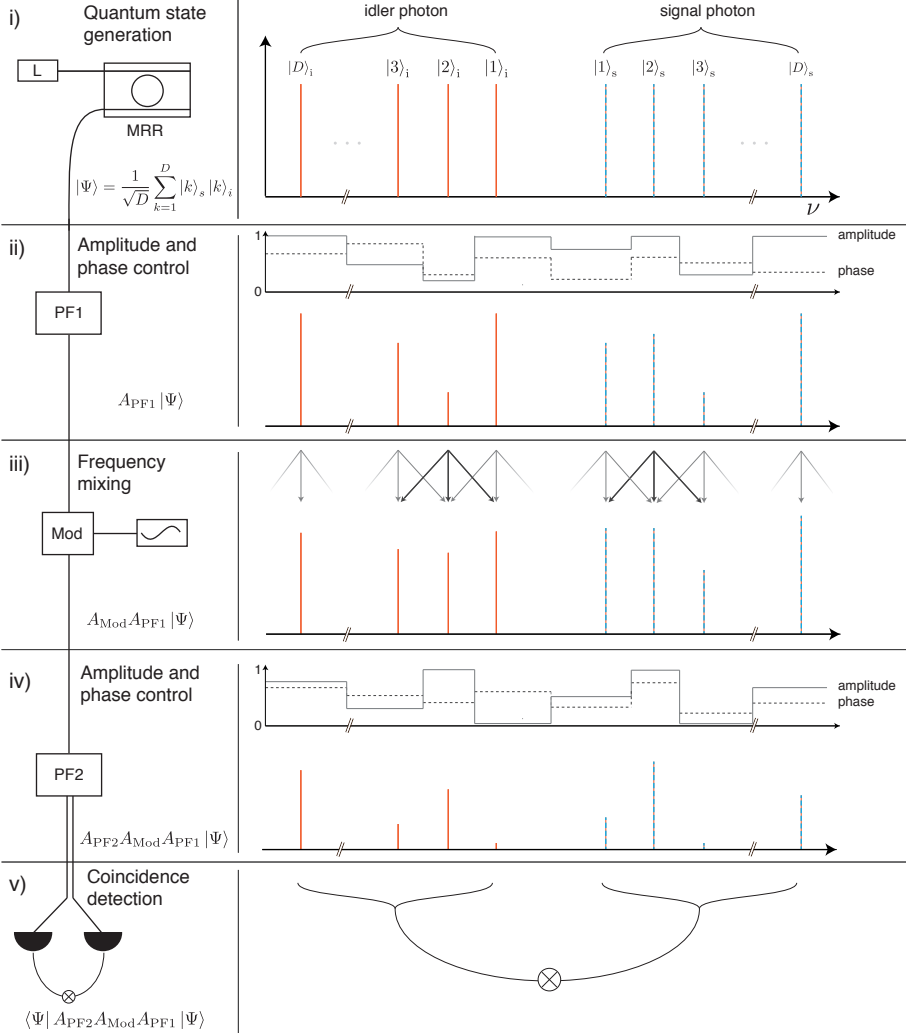 i)
Quantum state
generation
L
MRR
|Ψ⟩ = 1/√D ∑_{k=1}^{D} |k⟩_s |k⟩_i
idler photon
signal photon
|D⟩_i
|3⟩_i
|2⟩_i
|1⟩_i
|1⟩_s
|2⟩_s
|3⟩_s
|D⟩_s
. . .
. . .
ν
ii)
Amplitude and
phase control
PF1
A_PF1 |Ψ⟩
1
0
amplitude
phase
iii)
Frequency
mixing
Mod
A_Mod A_PF1 |Ψ⟩
iv)
Amplitude and
phase control
PF2
A_PF2 A_Mod A_PF1 |Ψ⟩
1
0
amplitude
phase
v)
Coincidence
detection
⟨Ψ| A_PF2 A_Mod A_PF1 |Ψ⟩